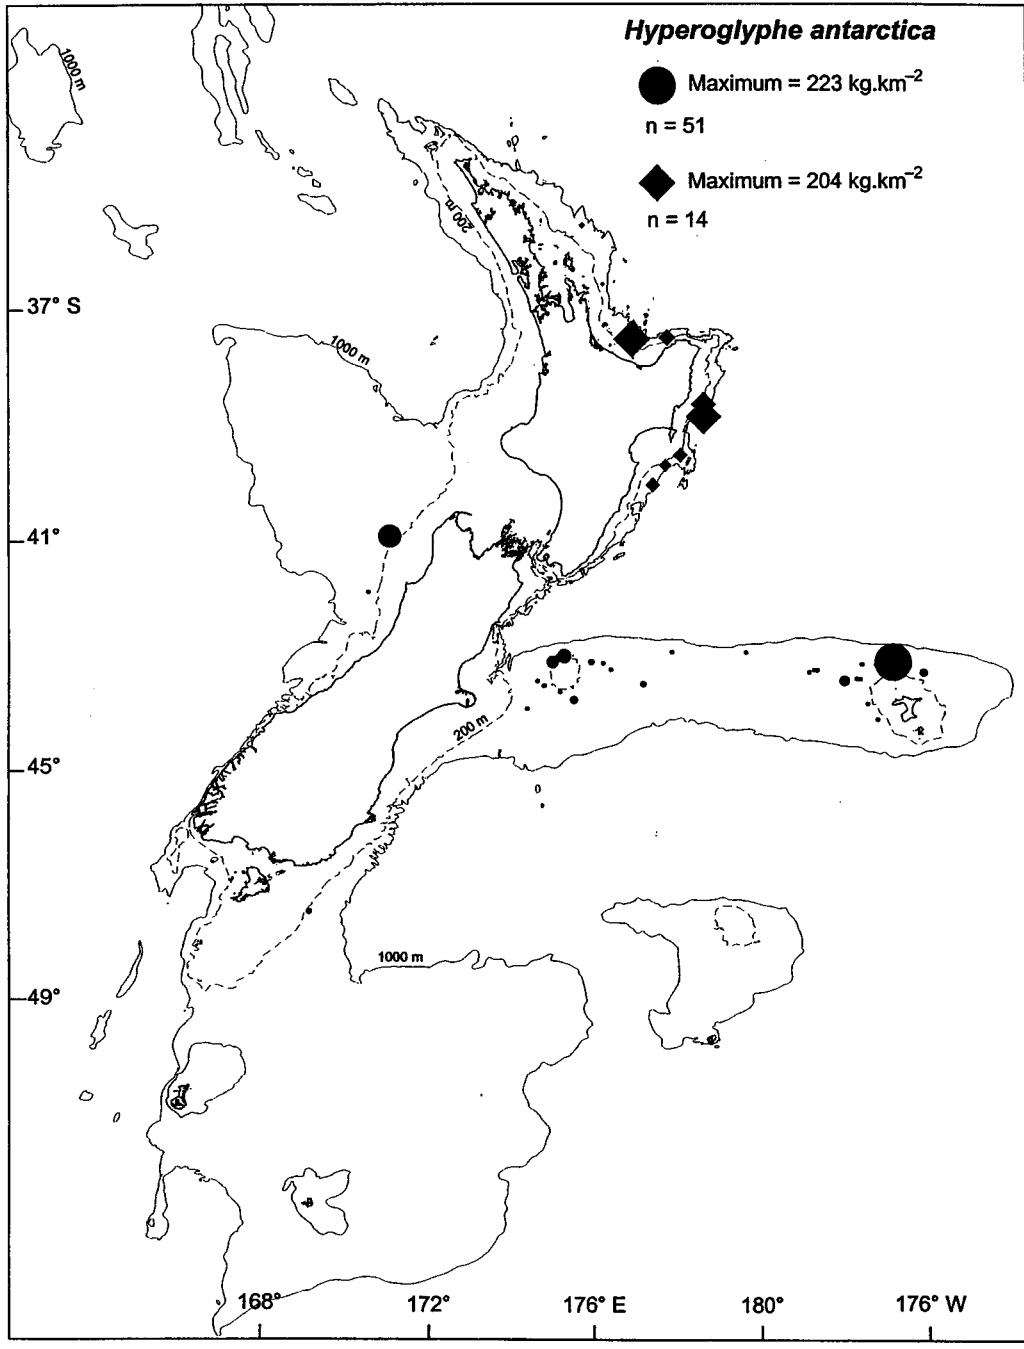 Hyperoglyphe antarctica
Maximum = 223 kg.km⁻²
n = 51
Maximum = 204 kg.km⁻²
n = 14
1000 m
200 m
37° S
1000 m
41°
200 m
45°
1000 m
49°
168°
172°
176° E
180°
176° W